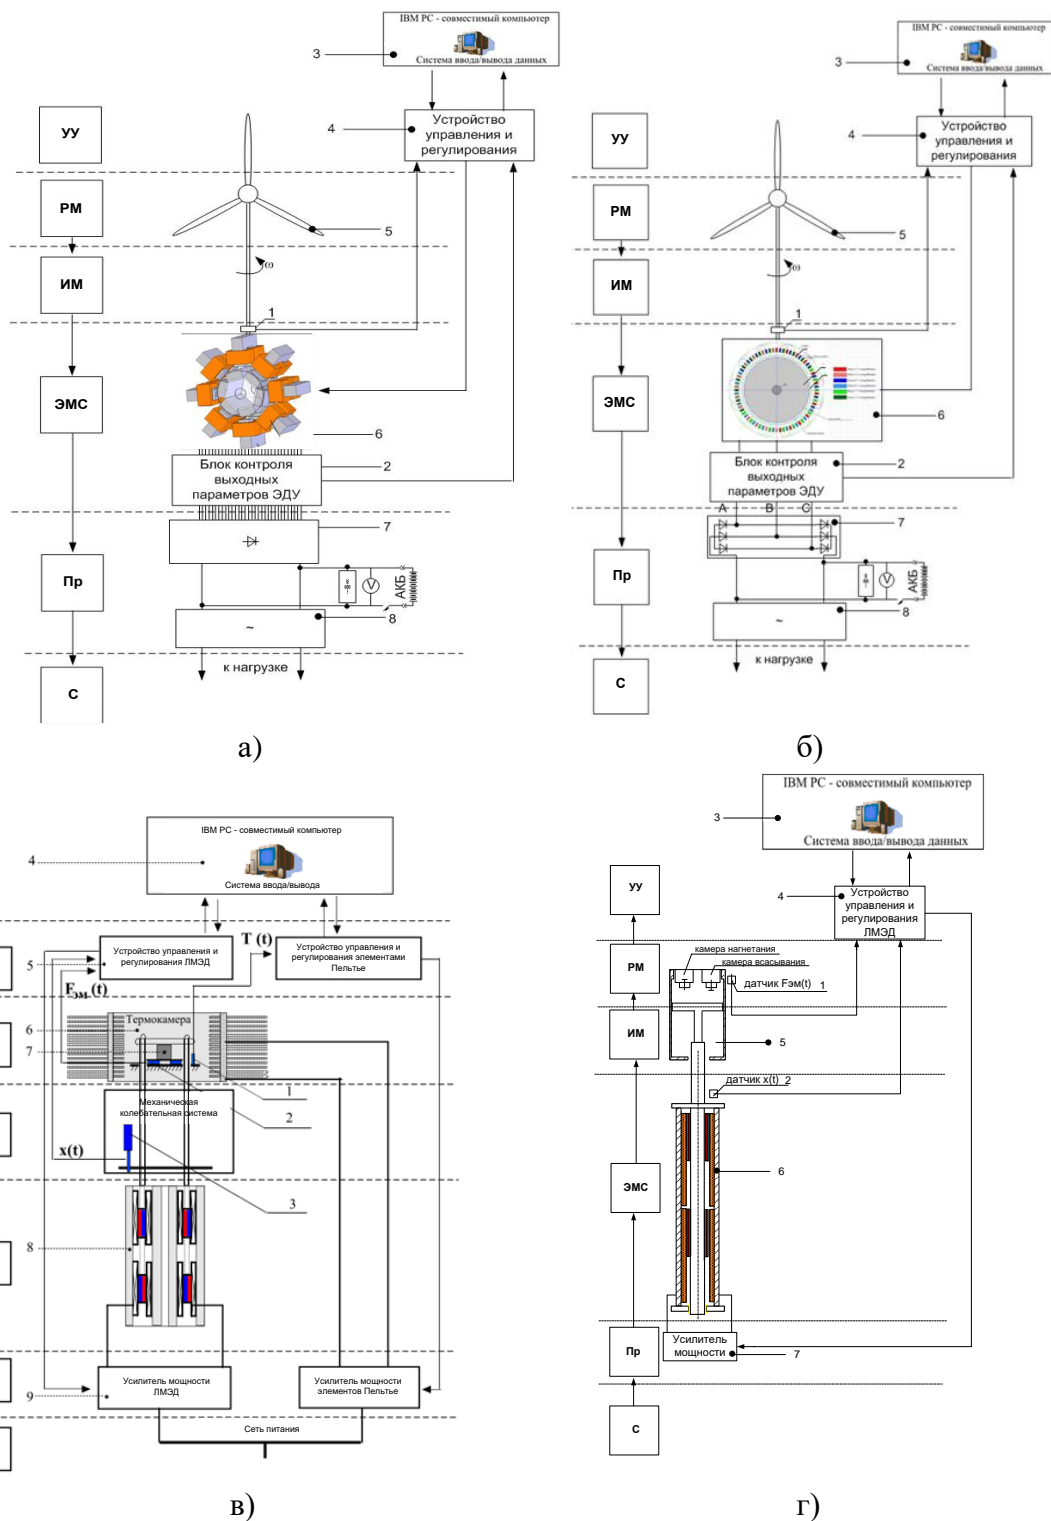 IBM PC - совместимый компьютер
Система ввода/вывода данных
3
4
Устройство
управления и
регулирования
УУ
РМ
ИМ
ЭМС
Пр
С
5
ω
1
6
Блок контроля
выходных
параметров ЭДУ
2
7
V
АКБ
~
8
к нагрузке
а)
IBM PC - совместимый компьютер
Система ввода/вывода данных
3
4
Устройство
управления и
регулирования
УУ
РМ
ИМ
ЭМС
Пр
С
5
ω
1
6
Блок контроля
выходных
параметров ЭДУ
2
A B C
7
V
АКБ
~
8
к нагрузке
б)
IBM PC - совместимый компьютер
Система ввода/вывода
4
Устройство управления и
регулирования ЛМЭД
5
T (t)
Устройство управления и
регулирования элементами
Пельтье
Fэм (t)
Термокамера
6
7
1
Механическая
колебательная система
2
x(t)
3
8
Усилитель мощности
ЛМЭД
9
Усилитель мощности
элементов Пельтье
Сеть питания
в)
IBM PC - совместимый компьютер
Система ввода/вывода данных
3
4
Устройство
управления и
регулирования
ЛМЭД
УУ
РМ
ИМ
ЭМС
Пр
С
камера нагнетания
камера всасывания
датчик Fэм(t) 1
5
датчик x(t) 2
6
Усилитель
мощности
7
г)